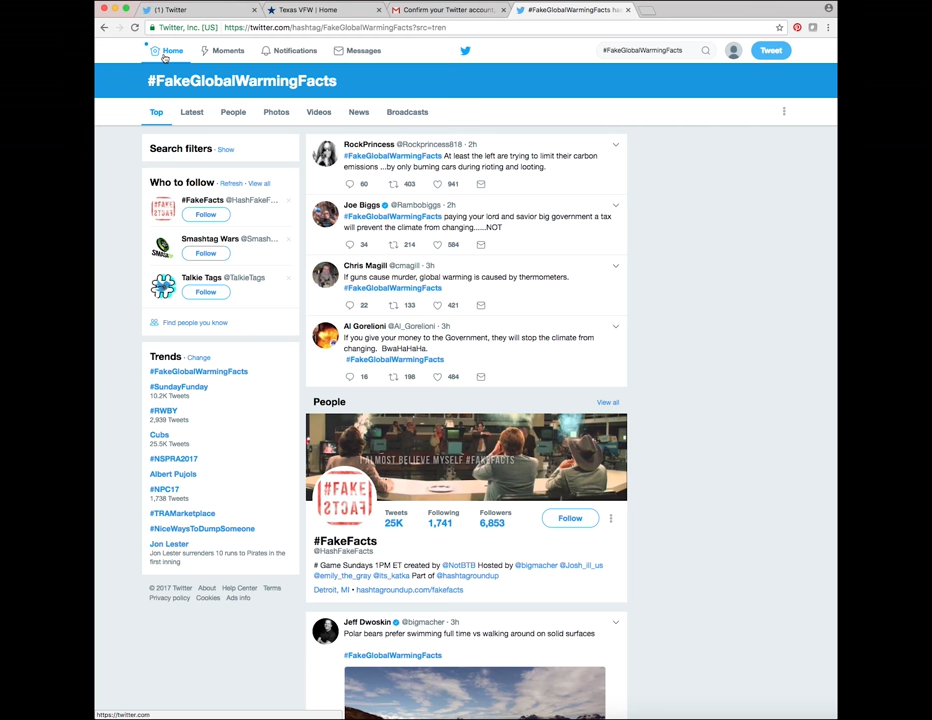 (1) Twitter
Texas VFW | Home
Confirm your Twitter account,
#FakeGlobalWarmingFacts ha
Twitter, Inc. [US] https://twitter.com/hashtag/FakeGlobalWarmingFacts?src=tren
Home Moments Notifications Messages
#FakeGlobalWarmingFacts
Tweet
#FakeGlobalWarmingFacts
Top Latest People Photos Videos News Broadcasts
Search filters · Show
Who to follow · Refresh · View all
#FakeFacts @HashFakeF...
Follow
Smashtag Wars @Smash...
Follow
Talkie Tags @TalkieTags
Follow
Find people you know
Trends · Change
#FakeGlobalWarmingFacts
#SundayFunday
10.2K Tweets
#RWBY
2,939 Tweets
Cubs
25.5K Tweets
#NSPRA2017
Albert Pujols
#NPC17
1,738 Tweets
#TRAMarketplace
#NiceWaysToDumpSomeone
Jon Lester
Jon Lester surrenders 10 runs to Pirates in the
first inning
© 2017 Twitter About Help Center Terms
Privacy policy Cookies Ads info
RockPrincess @Rockprincess818 · 2h
#FakeGlobalWarmingFacts At least the left are trying to limit their carbon
emissions ...by only burning cars during rioting and looting.
60 403 941
Joe Biggs @Rambobiggs · 2h
#FakeGlobalWarmingFacts paying your lord and savior big government a tax
will prevent the climate from changing......NOT
34 214 584
Chris Magill @cmagill · 3h
If guns cause murder, global warming is caused by thermometers.
#FakeGlobalWarmingFacts
22 133 421
Al Gorelioni @Al_Gorelioni · 3h
If you give your money to the Government, they will stop the climate from
changing. BwaHaHaHa.
#FakeGlobalWarmingFacts
16 198 484
People
View all
I ALMOST BELIEVE MYSELF #FAKEFACTS
#FAKE
FACTS
Tweets Following Followers
25K 1,741 6,853
Follow
#FakeFacts
@HashFakeFacts
# Game Sundays 1PM ET created by @NotBTB Hosted by @bigmacher @Josh_ill_us
@emily_the_gray @its_katka Part of @hashtagroundup
Detroit, MI • hashtagroundup.com/fakefacts
Jeff Dwoskin @bigmacher · 3h
Polar bears prefer swimming full time vs walking around on solid surfaces
#FakeGlobalWarmingFacts
https://twitter.com